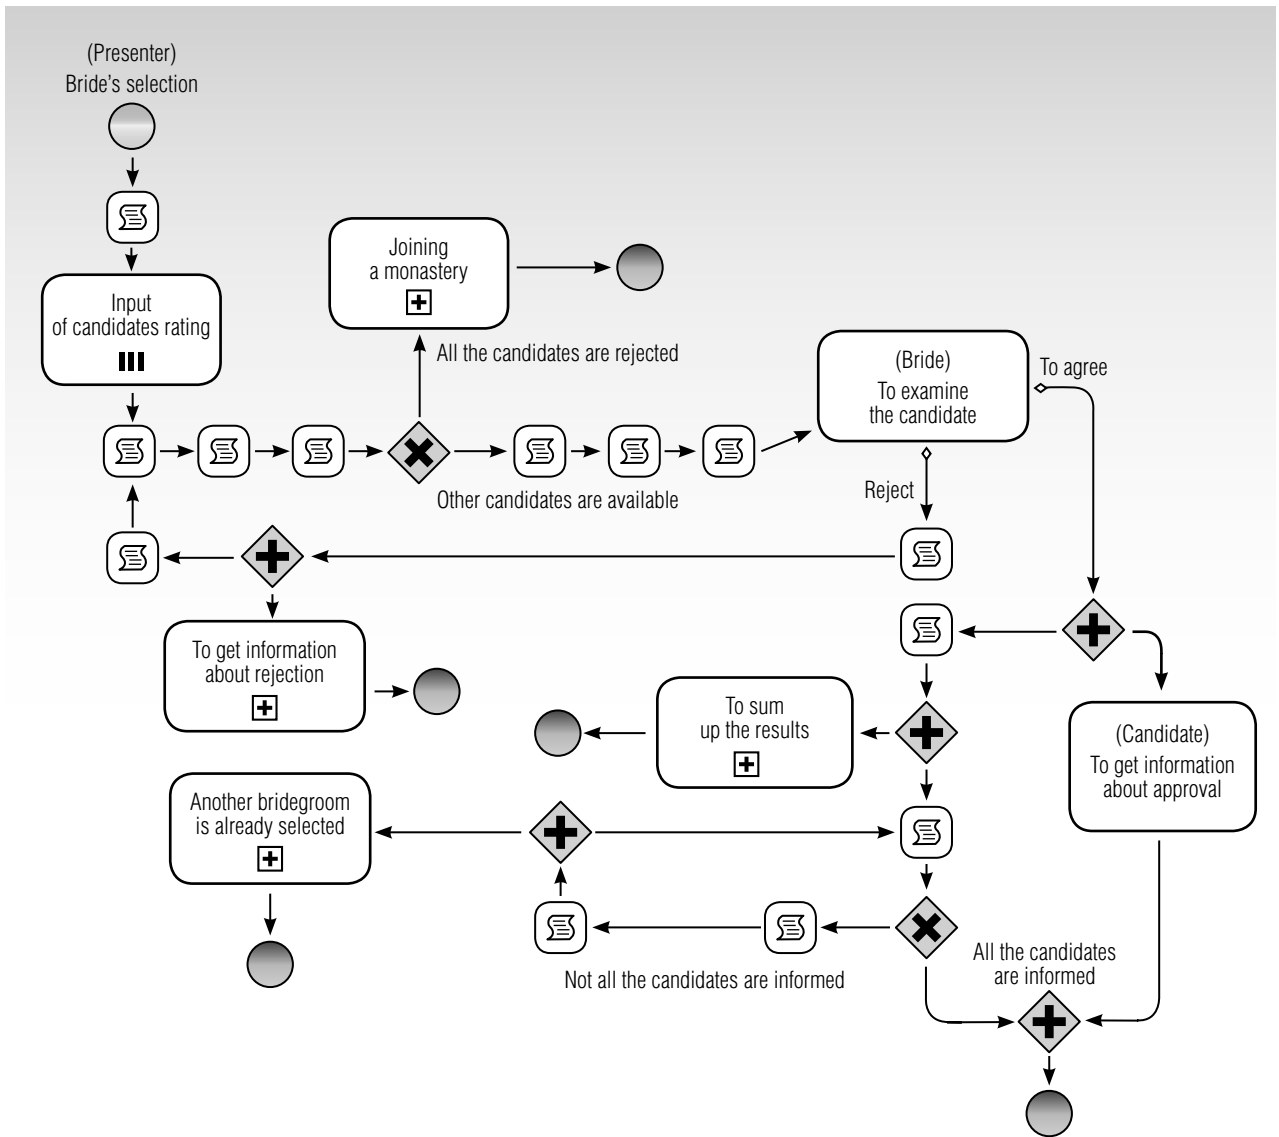 (Presenter)
Bride's selection
Input
of candidates rating
Joining
a monastery
All the candidates are rejected
Other candidates are available
(Bride)
To examine
the candidate
To agree
Reject
To get information
about rejection
To sum
up the results
(Candidate)
To get information
about approval
Another bridegroom
is already selected
Not all the candidates are informed
All the candidates
are informed